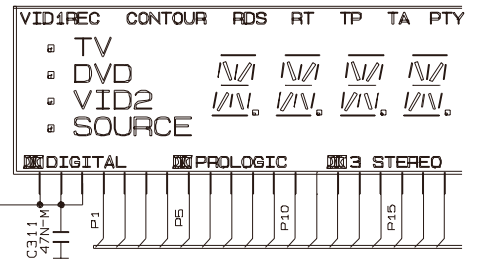 VID1REC CONTOUR RDS RT TP TA PTY
TV
DVD
VID2
SOURCE
DIGITAL PROLOGIC 3 STEREO
P1 P5 P10 P15
C311
47N-M